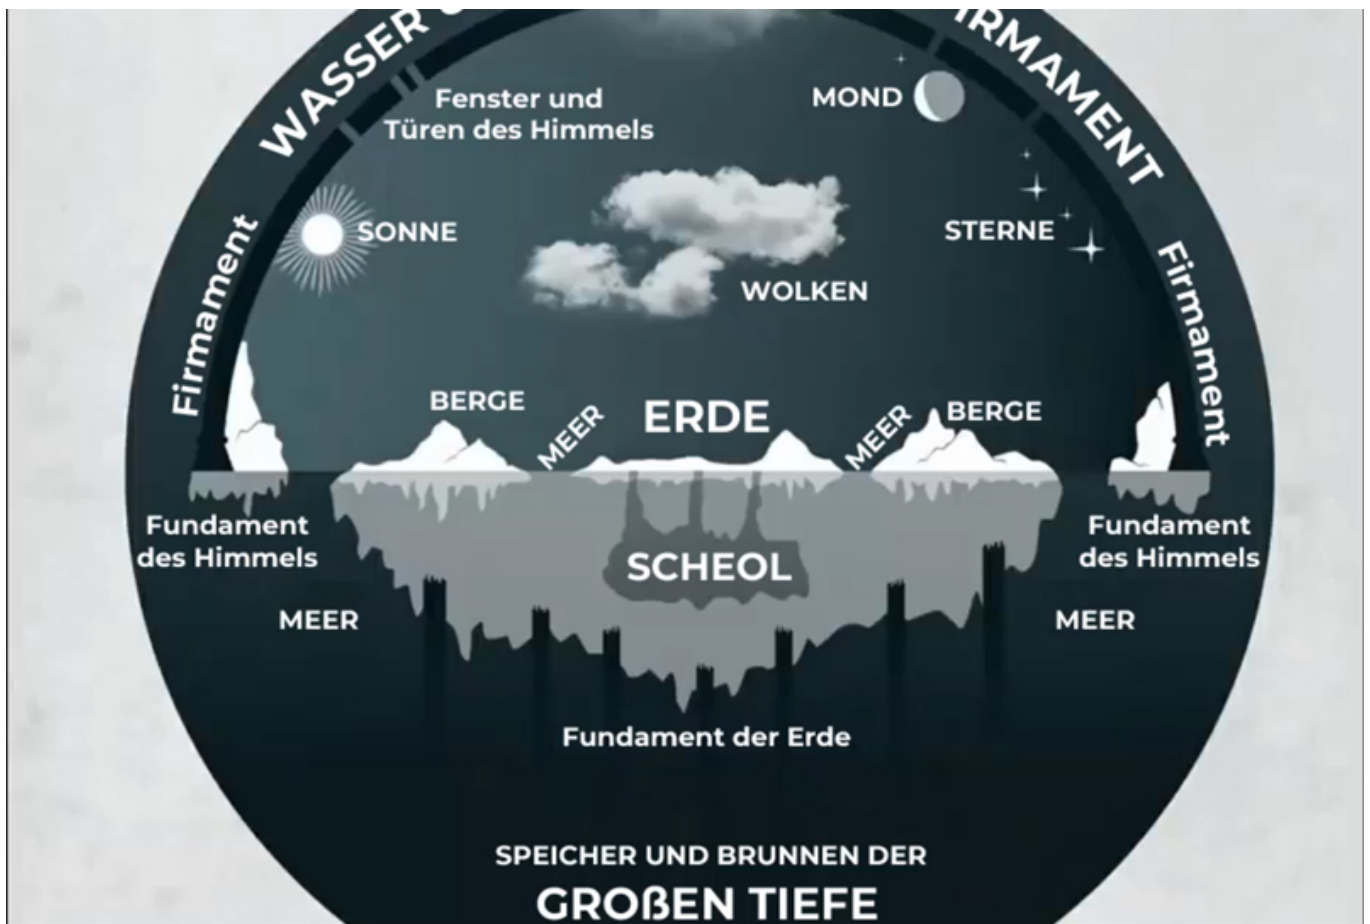 WASSER
FIRMAMENT
Fenster und
Türen des Himmels
MOND
SONNE
STERNE
WOLKEN
Firmament
Firmament
BERGE
MEER
ERDE
MEER
BERGE
Fundament
des Himmels
Fundament
des Himmels
SCHEOL
MEER
MEER
Fundament der Erde
SPEICHER UND BRUNNEN DER
GROẞEN TIEFE